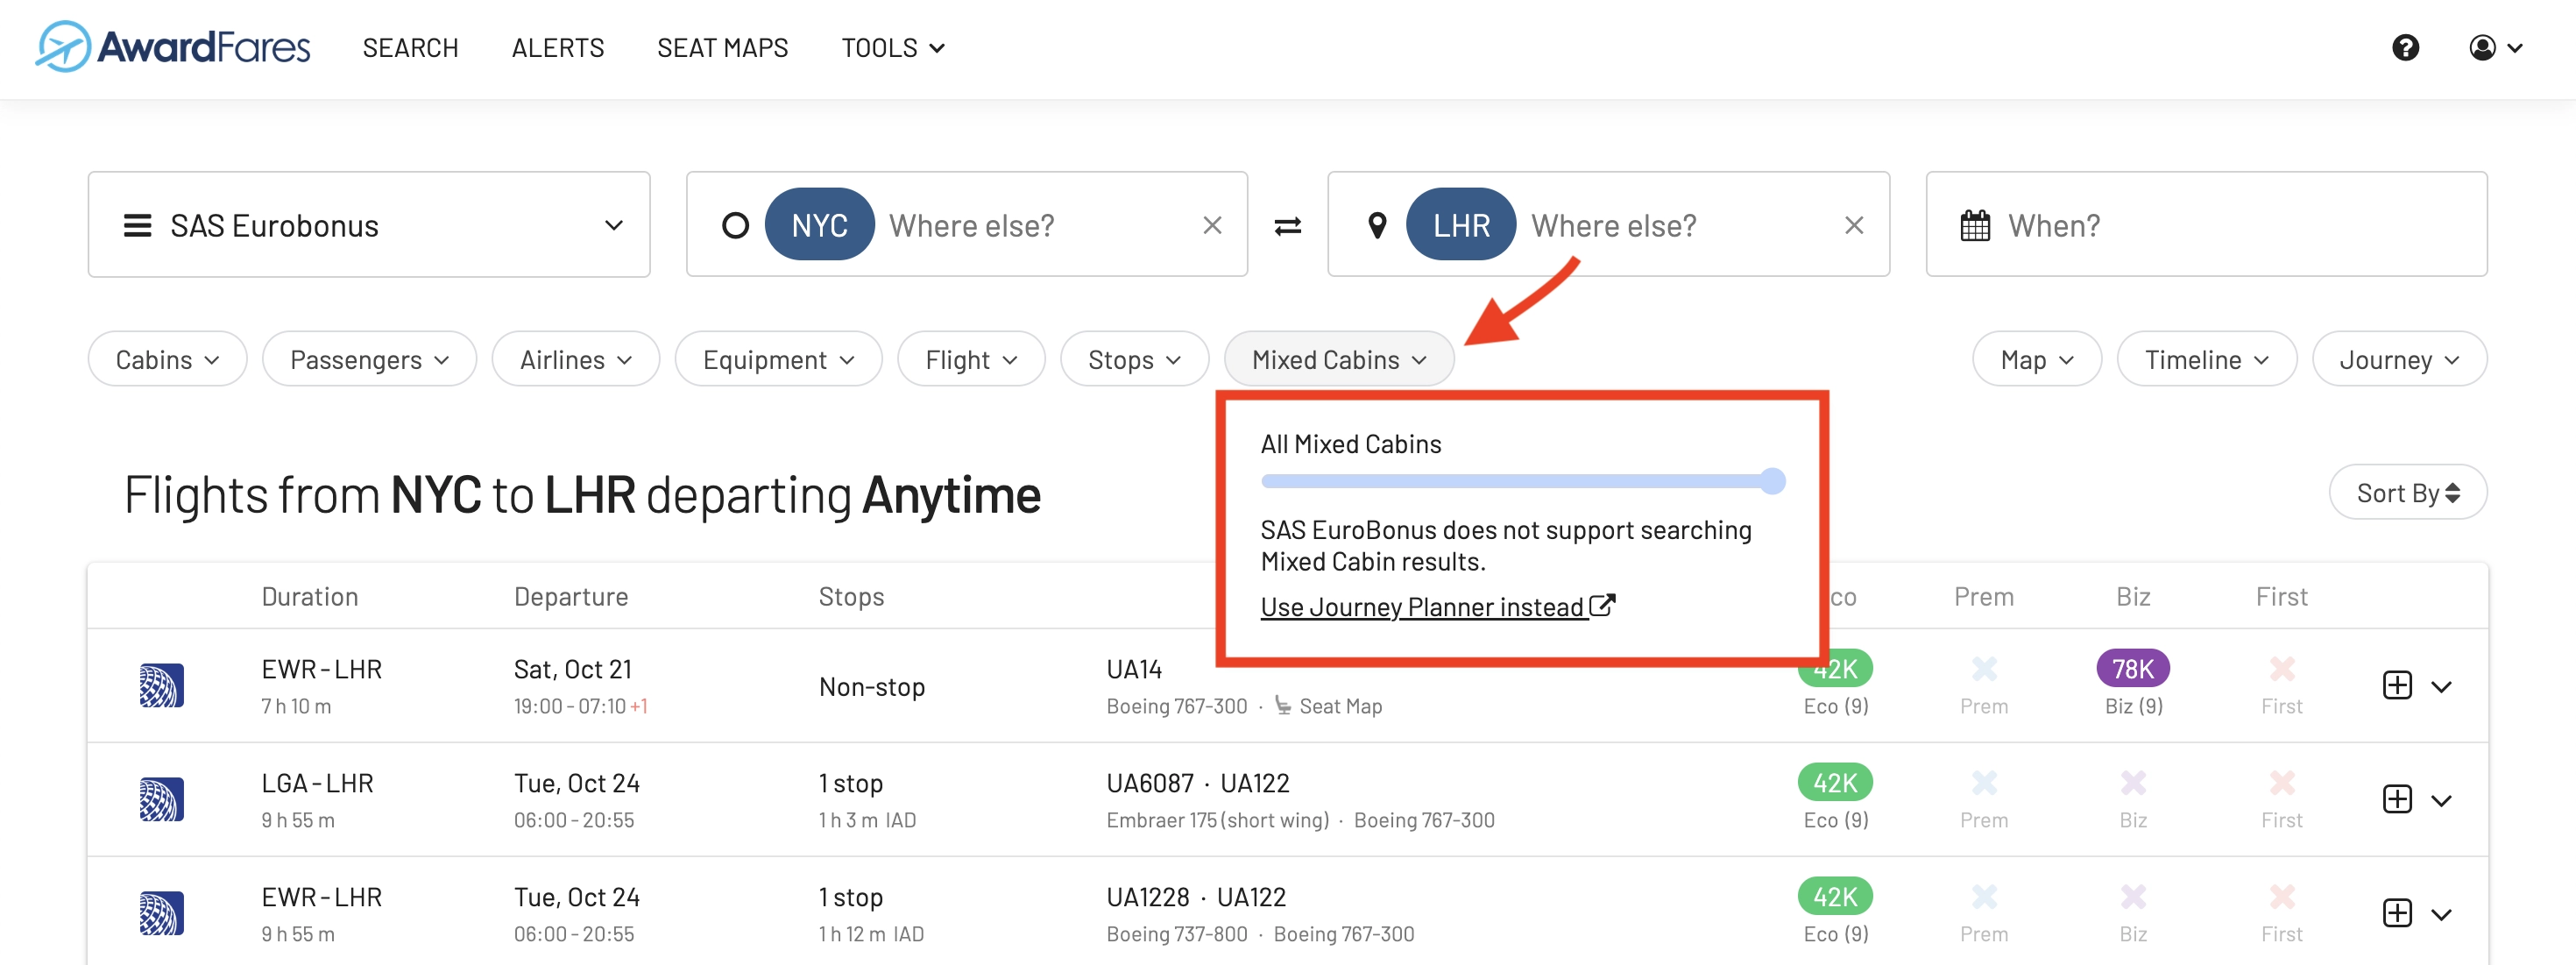 AwardFares SEARCH ALERTS SEAT MAPS TOOLS
SAS Eurobonus NYC Where else? LHR Where else? When?
Cabins Passengers Airlines Equipment Flight Stops Mixed Cabins Map Timeline Journey
All Mixed Cabins
SAS EuroBonus does not support searching
Mixed Cabin results.
Use Journey Planner instead
Flights from NYC to LHR departing Anytime Sort By
Duration Departure Stops co Prem Biz First
EWR - LHR Sat, Oct 21 Non-stop UA14 42K 78K
7 h 10 m 19:00 - 07:10 +1 Boeing 767-300 · Seat Map Eco (9) Prem Biz (9) First
LGA - LHR Tue, Oct 24 1 stop UA6087 · UA122 42K
9 h 55 m 06:00 - 20:55 1 h 3 m IAD Embraer 175 (short wing) · Boeing 767-300 Eco (9) Prem Biz First
EWR - LHR Tue, Oct 24 1 stop UA1228 · UA122 42K
9 h 55 m 06:00 - 20:55 1 h 12 m IAD Boeing 737-800 · Boeing 767-300 Eco (9) Prem Biz First